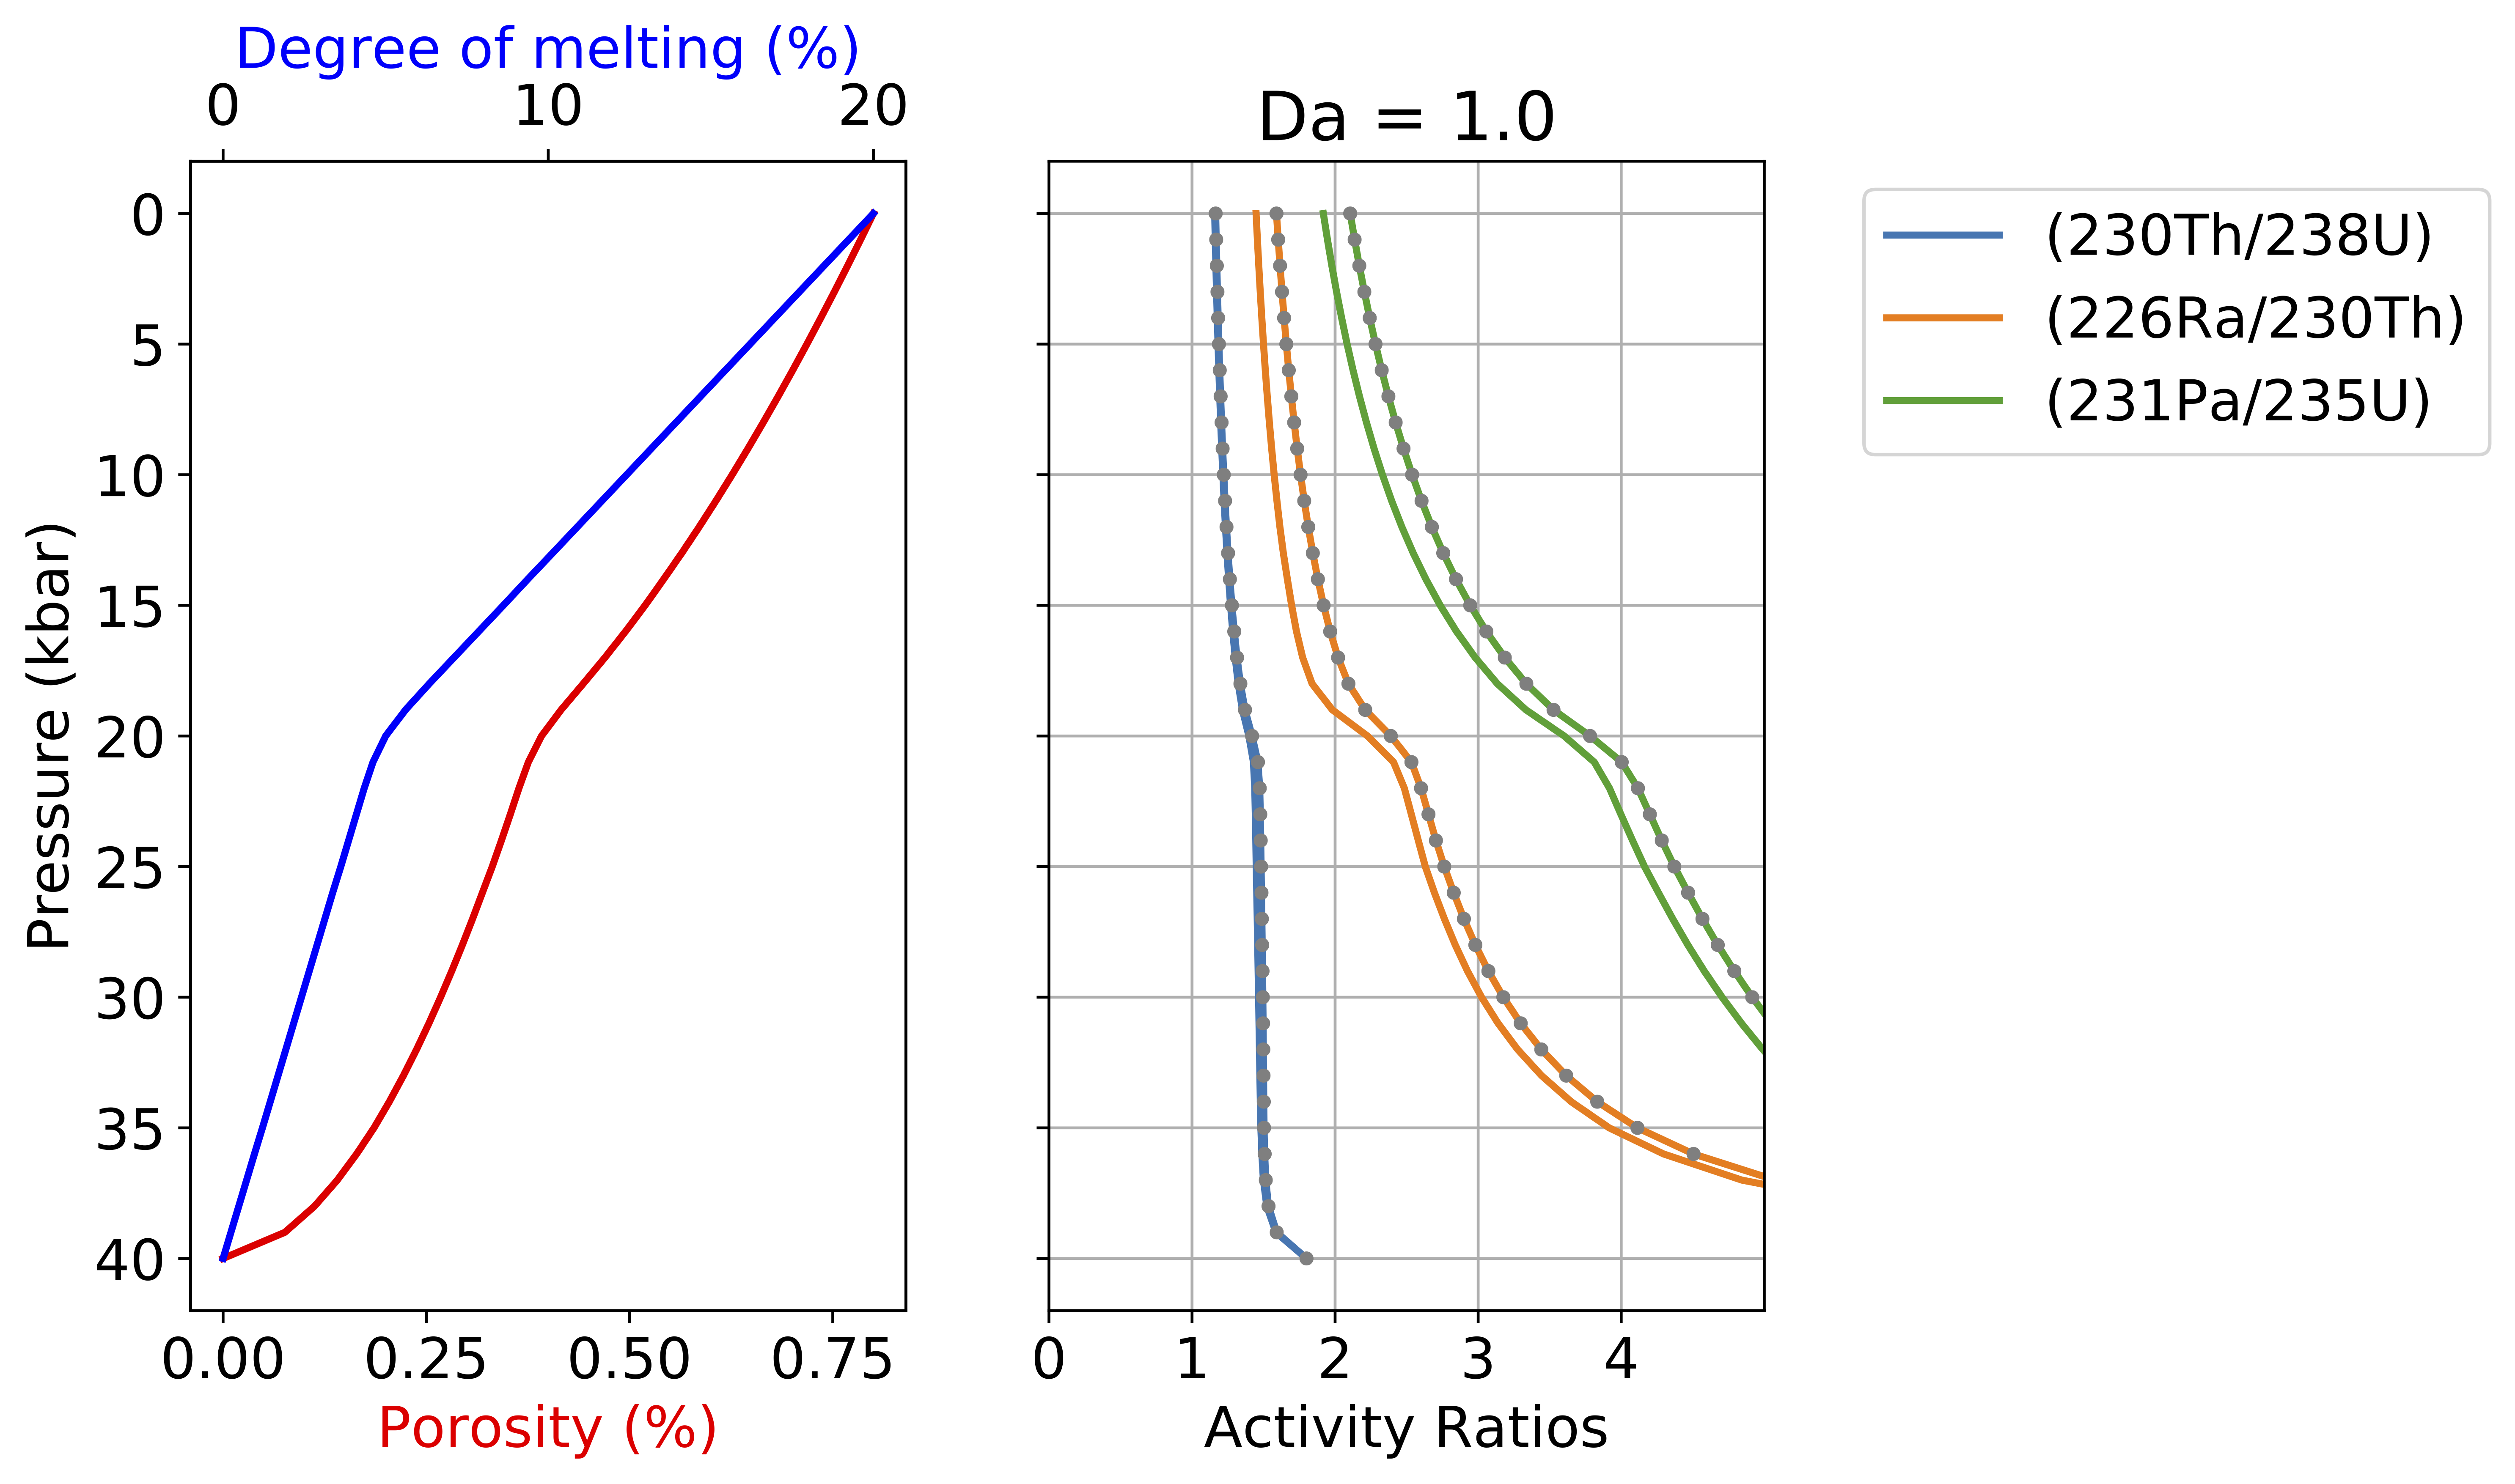 Degree of melting (%)
0 10 20
Da = 1.0
0
5
10
15
20
25
30
35
40
Pressure (kbar)
0.00 0.25 0.50 0.75
Porosity (%)
0 1 2 3 4
Activity Ratios
(230Th/238U)
(226Ra/230Th)
(231Pa/235U)